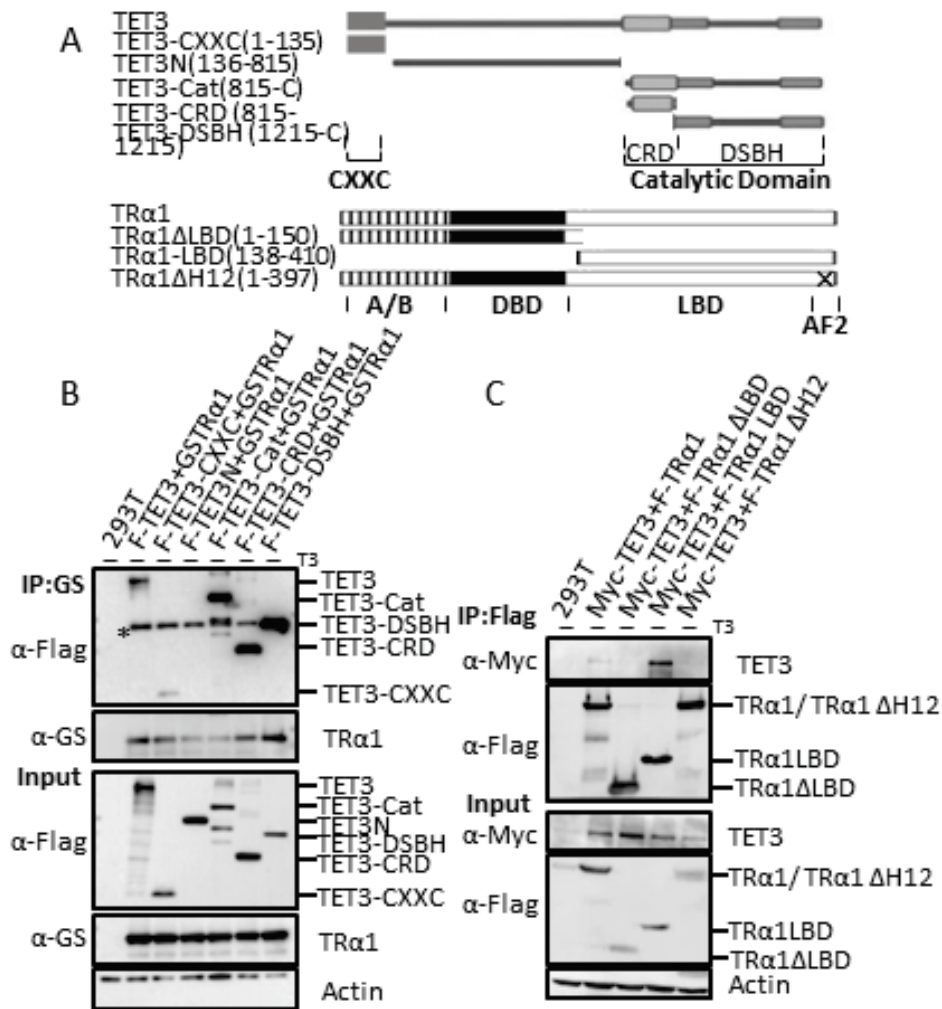 A
TET3
TET3-CXXC(1-135)
TET3N(136-815)
TET3-Cat(815-C)
TET3-CRD (815-
TET3-DSBH (1215-C)
1215)
CRD DSBH
CXXC Catalytic Domain
TRα1
TRα1ΔLBD(1-150)
TRα1-LBD(138-410)
TRα1ΔH12(1-397)
A/B DBD LBD
AF2
B
293T
F-TET3+GSTRα1
F-TET3-CXXC+GSTRα1
F-TET3N+GSTRα1
F-TET3-Cat+GSTRα1
F-TET3-CRD+GSTRα1
F-TET3-DSBH+GSTRα1
– – – – – – – T3
IP:GS
α-Flag
*
TET3
TET3-Cat
TET3-DSBH
TET3-CRD
TET3-CXXC
α-GS TRα1
Input
α-Flag
TET3
TET3-Cat
TET3N
TET3-DSBH
TET3-CRD
TET3-CXXC
α-GS TRα1
Actin
C
293T
Myc-TET3+F-TRα1
Myc-TET3+F-TRα1 ΔLBD
Myc-TET3+F-TRα1 LBD
Myc-TET3+F-TRα1 ΔH12
– – – – – T3
IP:Flag
α-Myc TET3
α-Flag
TRα1/ TRα1 ΔH12
TRα1LBD
TRα1ΔLBD
Input
α-Myc TET3
α-Flag
TRα1/ TRα1 ΔH12
TRα1LBD
TRα1ΔLBD
Actin